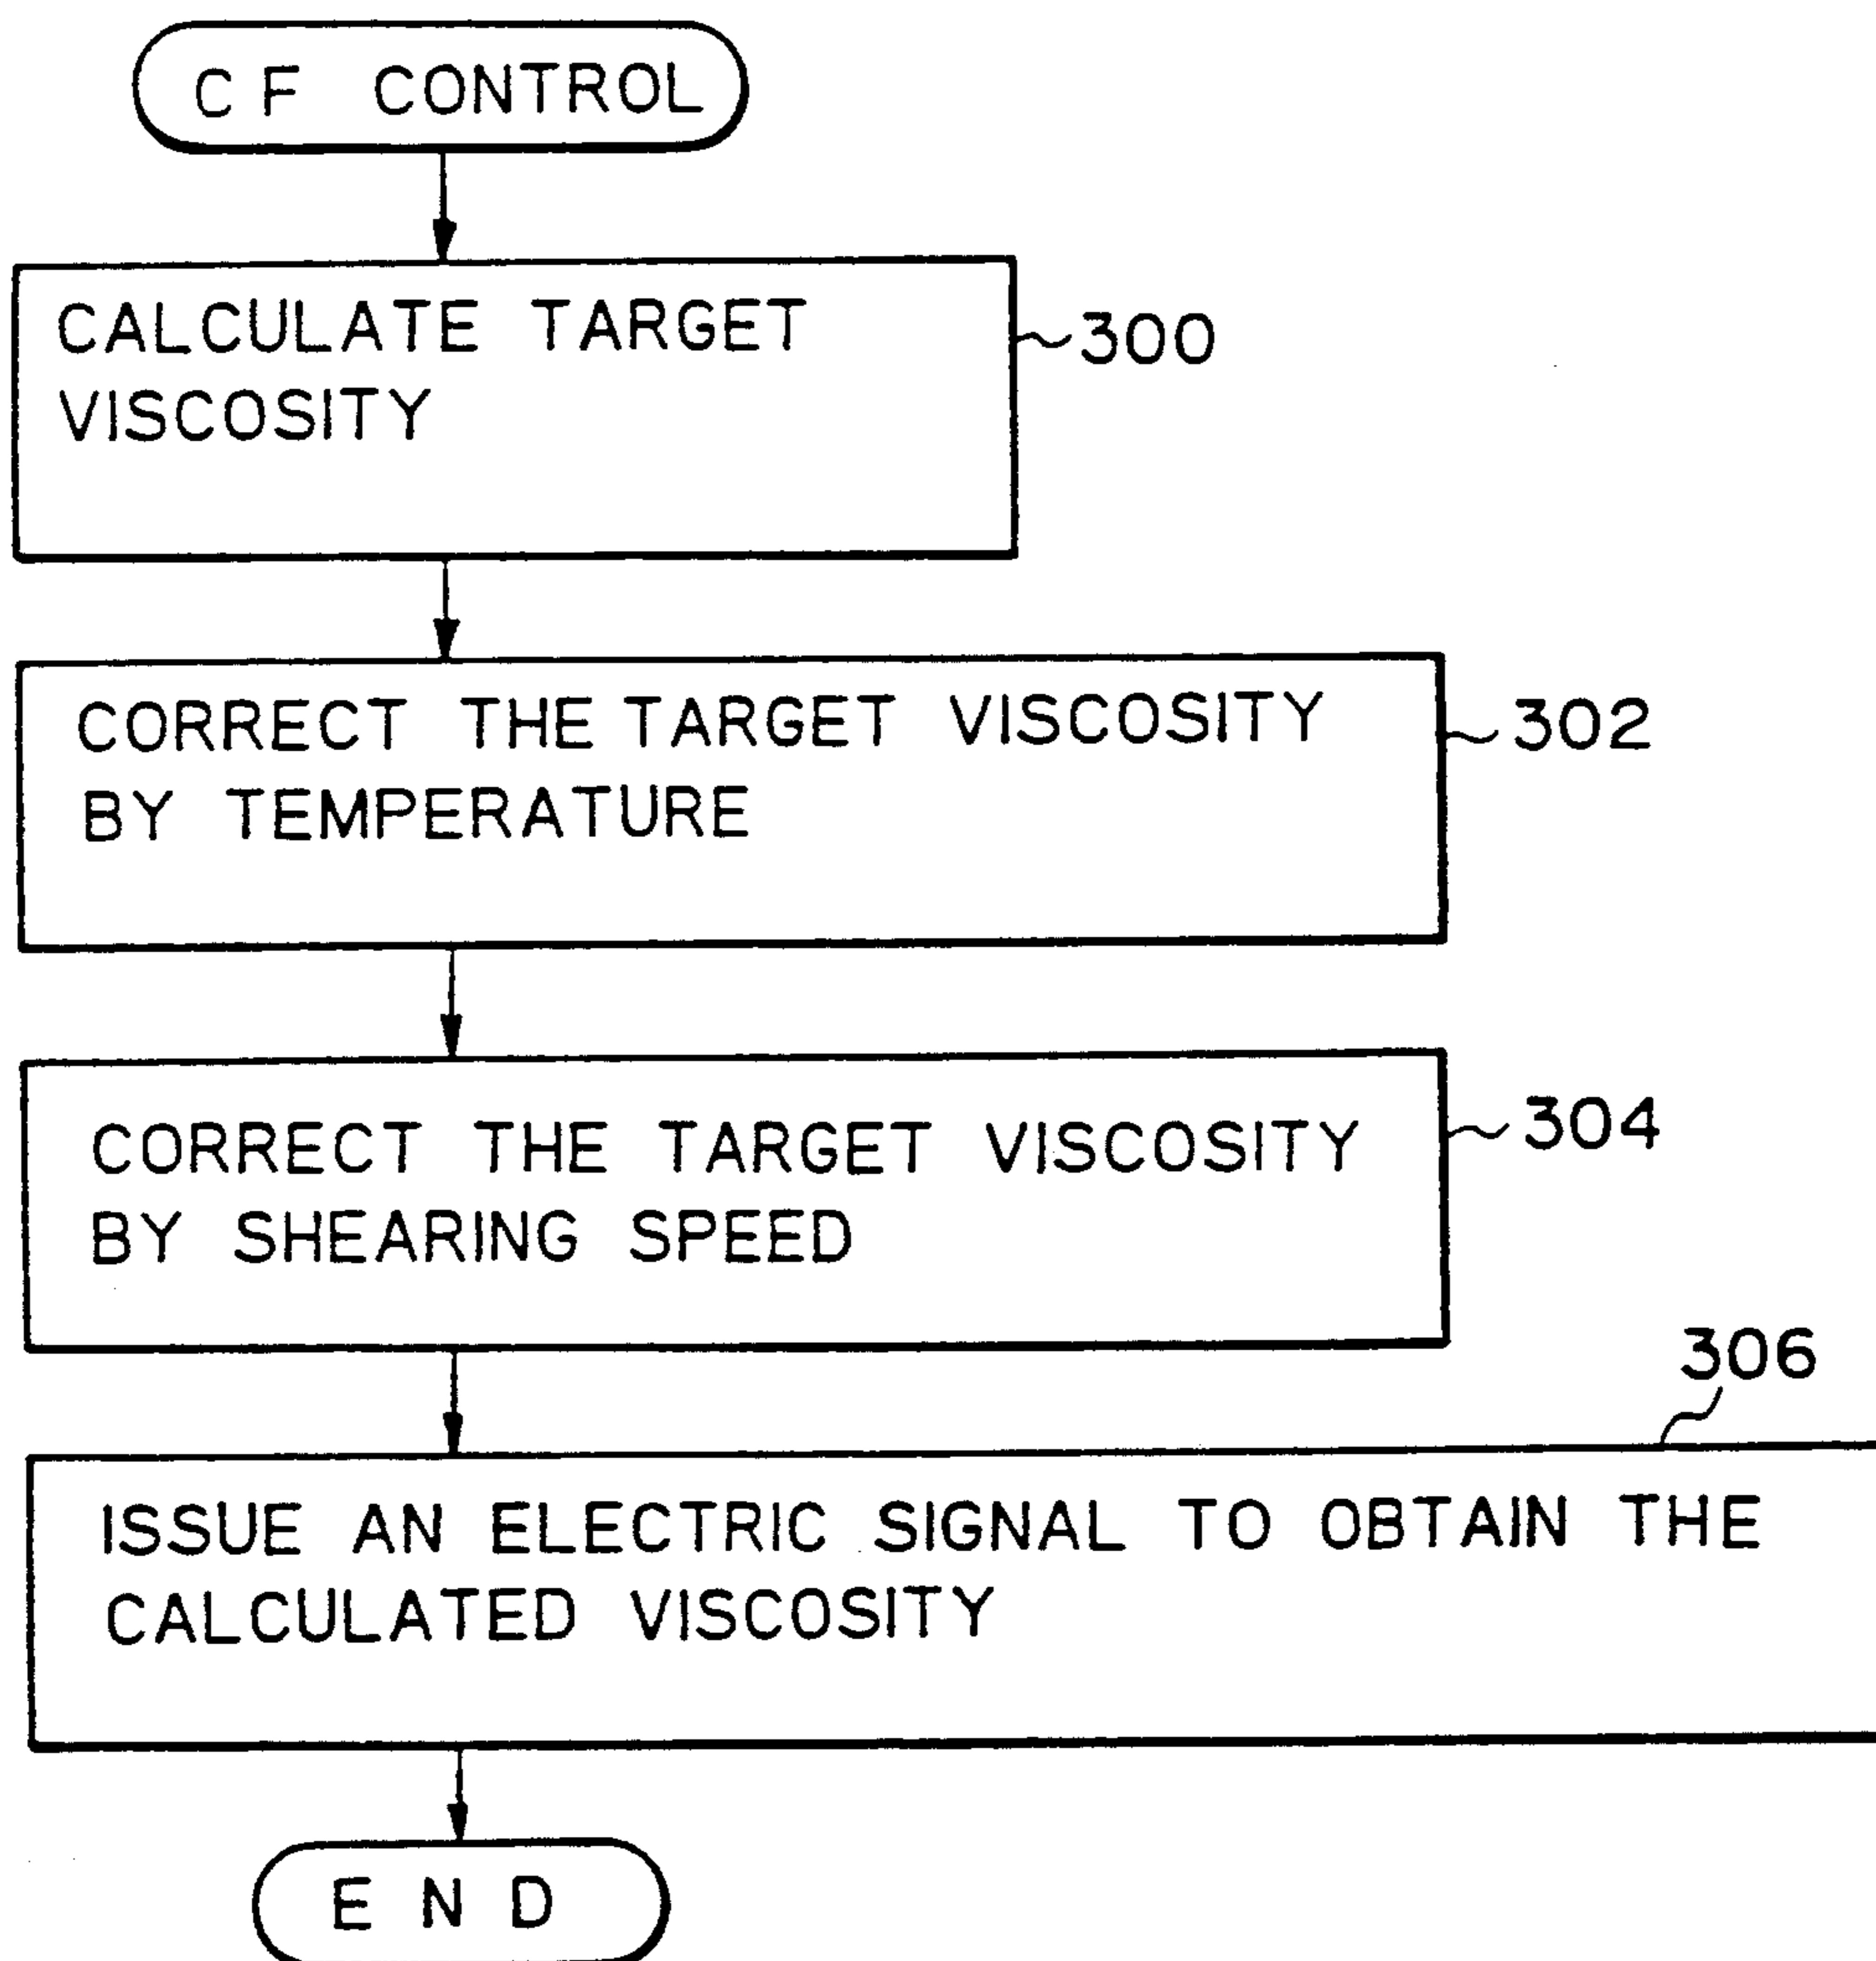 CF CONTROL
CALCULATE TARGET
VISCOSITY
300
CORRECT THE TARGET VISCOSITY
BY TEMPERATURE
302
CORRECT THE TARGET VISCOSITY
BY SHEARING SPEED
304
306
ISSUE AN ELECTRIC SIGNAL TO OBTAIN THE
CALCULATED VISCOSITY
END